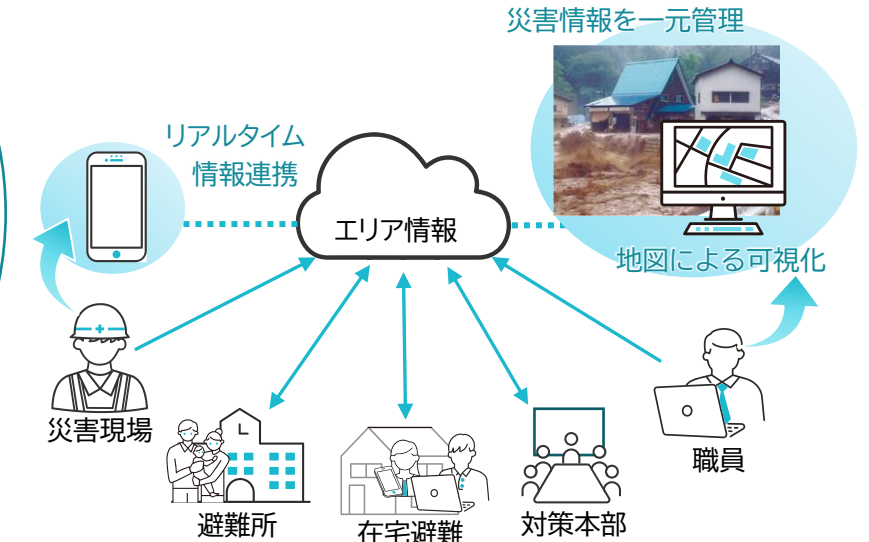 災害情報を一元管理
リアルタイム
情報連携
エリア情報
地図による可視化
災害現場
職員
避難所
在宅避難
対策本部